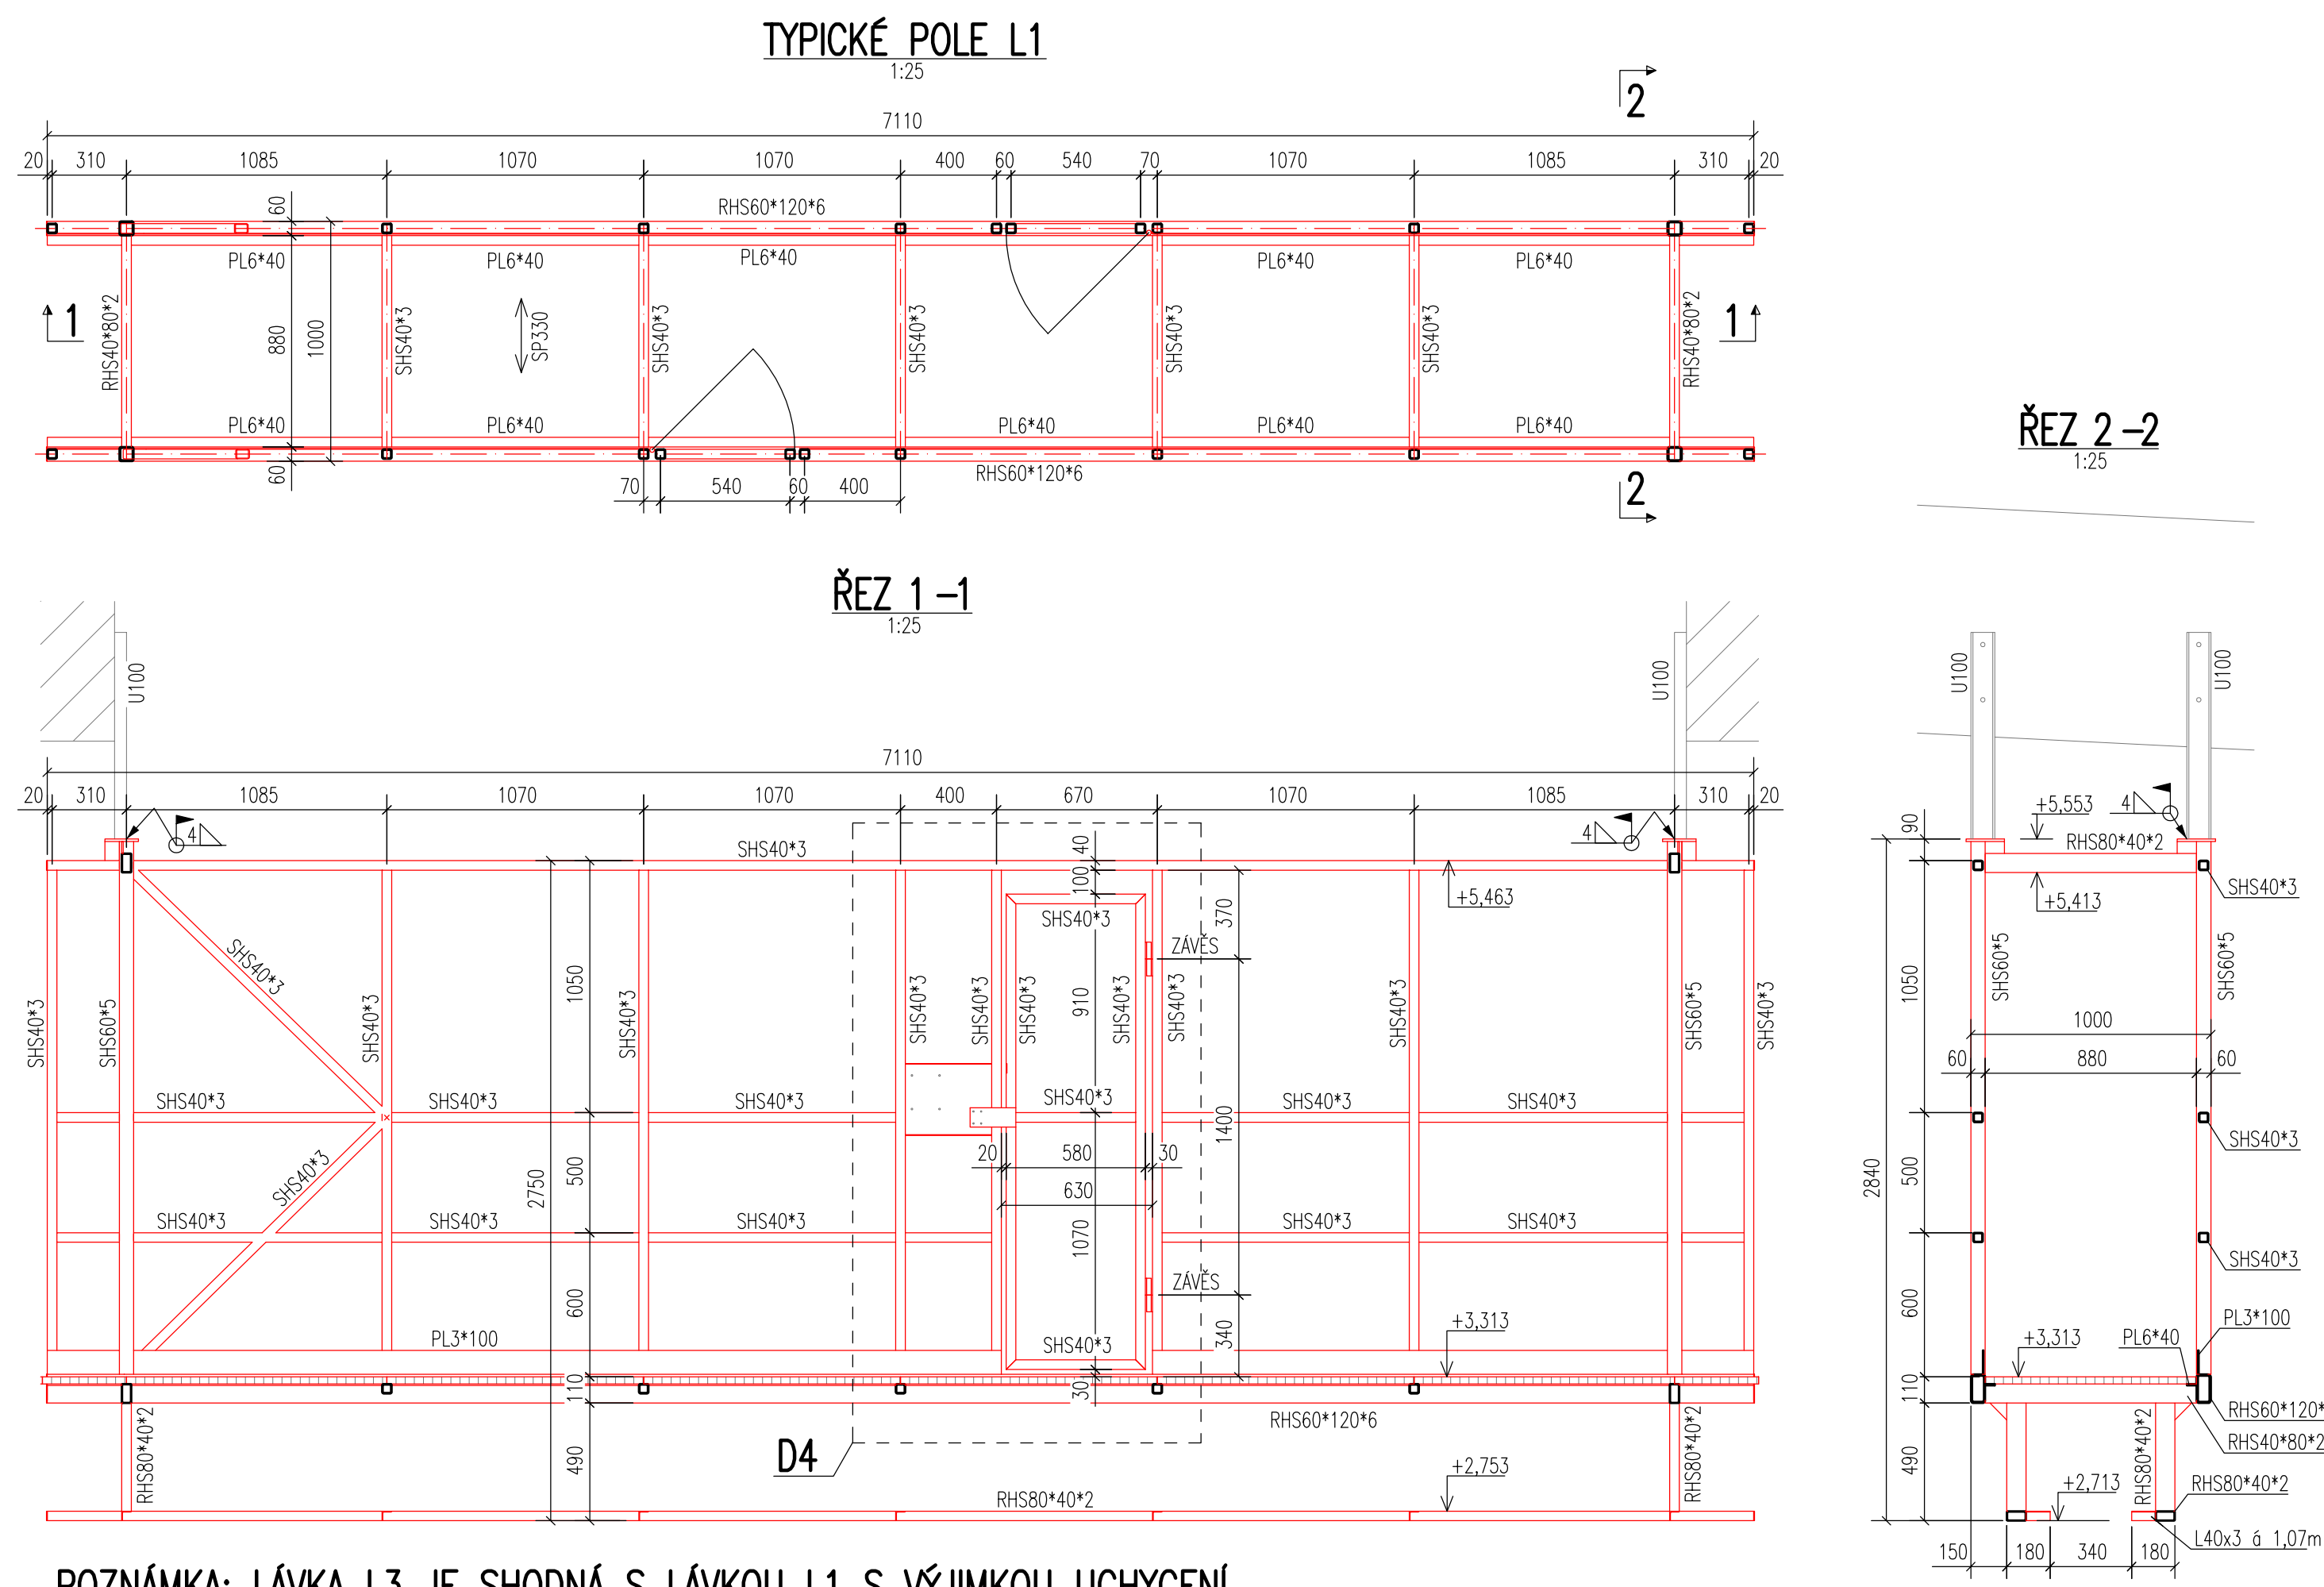 TYPICKÉ POLE L1
1:25
2
7110
20 310 1085 1070 1070 400 60 540 70 1070 1085 310 20
60
RHS60*120*6
PL6*40 PL6*40 PL6*40 PL6*40 PL6*40
1
RHS40*80*2
880
1000
SHS40*3
SP330
SHS40*3
SHS40*3
SHS40*3
SHS40*3
RHS40*80*2
1
PL6*40 PL6*40 PL6*40 PL6*40 PL6*40
60
RHS60*120*6
70 540 60 400
2
ŘEZ 2-2
1:25
ŘEZ 1-1
1:25
U100
U100
7110
20 310 1085 1070 1070 400 670 1070 1085 310 20
4
4
SHS40*3
40
100
+5,463
370
SHS40*3
ZÁVĚS
SHS40*3
SHS40*3
SHS60*5
SHS40*3
1050
SHS40*3
SHS40*3
SHS40*3
SHS40*3
910
SHS40*3
SHS40*3
SHS40*3
SHS60*5
SHS40*3
SHS40*3 SHS40*3 SHS40*3 SHS40*3 SHS40*3 SHS40*3
1400
20 580 30
630
SHS40*3
2750
500
SHS40*3 SHS40*3 SHS40*3 SHS40*3 SHS40*3
1070
ZÁVĚS
600
340
PL3*100
SHS40*3
+3,313
110
30
RHS80*40*2
RHS60*120*6
RHS80*40*2
D4
490
+2,753
RHS80*40*2
U100
U100
+5,553
4
90
RHS80*40*2
SHS40*3
+5,413
SHS60*5
SHS60*5
1050
1000
60 880 60
SHS40*3
2840
500
SHS40*3
600
PL3*100
+3,313
PL6*40
110
RHS60*120*
RHS40*80*2
RHS80*40*2
490
+2,713
RHS80*40*2
L40x3 á 1,07m
150 180 340 180
POZNÁMKA: LÁVKA L3 JE SHODNÁ S LÁVKOU L1 S VÝJIMKOU UCHYCENÍ